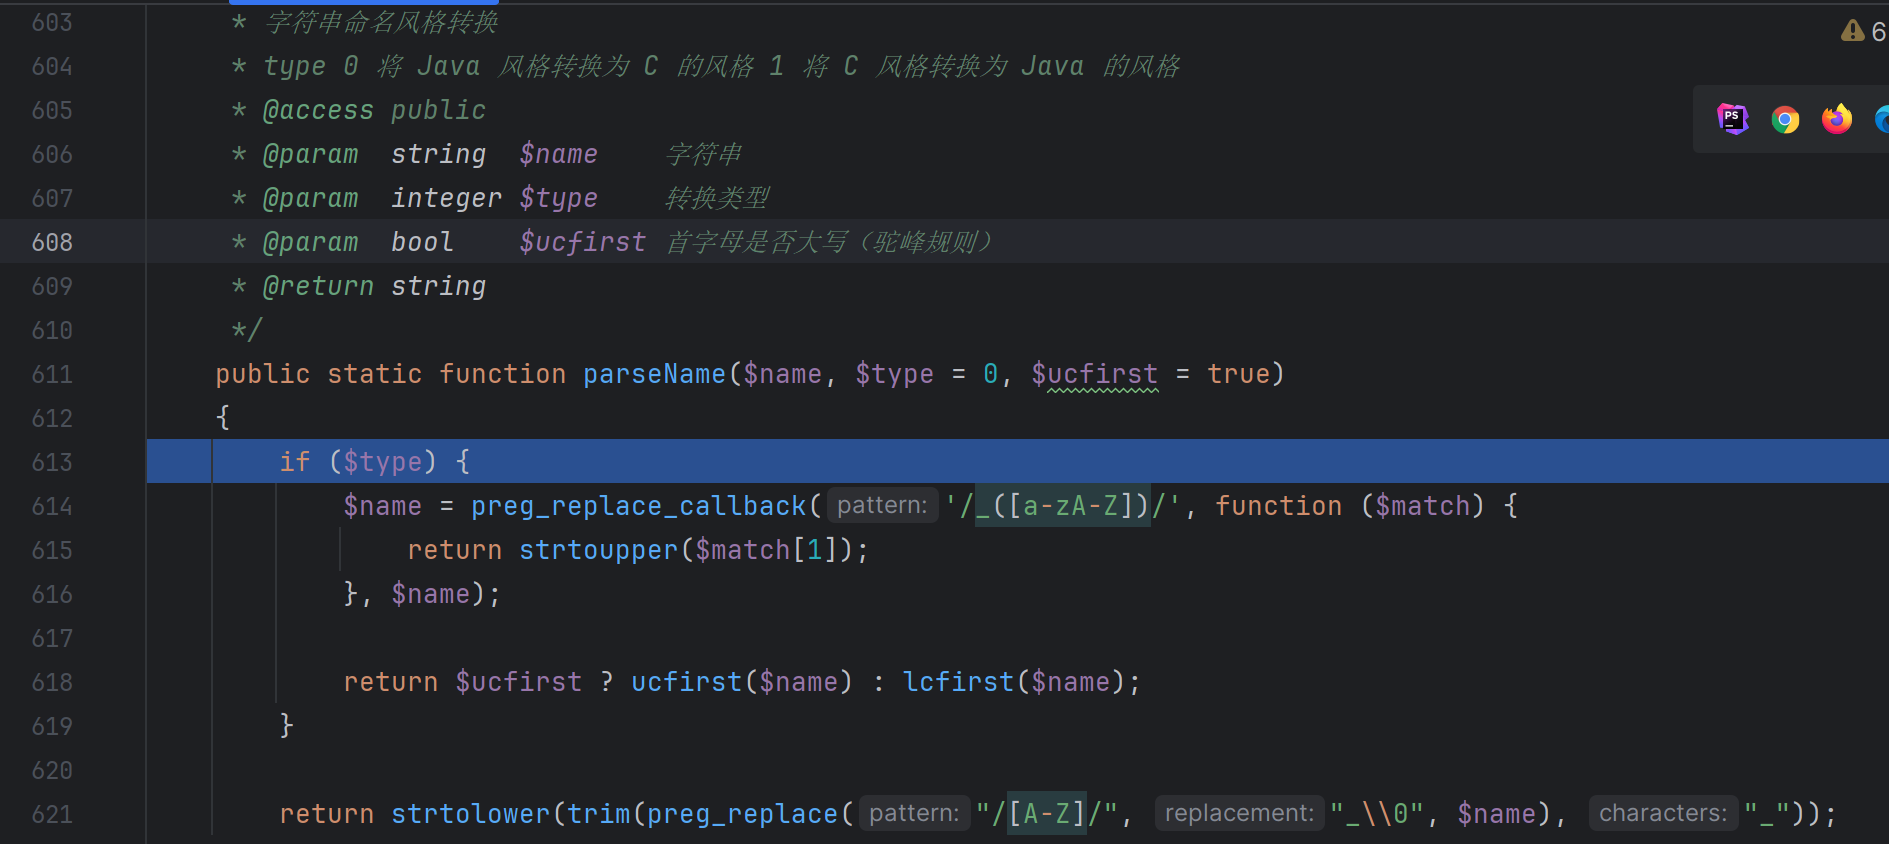 6
603 * 字符串命名风格转换
604 * type 0 将 Java 风格转换为 C 的风格 1 将 C 风格转换为 Java 的风格
605 * @access public
606 * @param string $name 字符串
607 * @param integer $type 转换类型
608 * @param bool $ucfirst 首字母是否大写（驼峰规则）
609 * @return string
610 */
611 public static function parseName($name, $type = 0, $ucfirst = true)
612 {
613 if ($type) {
614 $name = preg_replace_callback( pattern: '/_([a-zA-Z])/', function ($match) {
615 return strtoupper($match[1]);
616 }, $name);
617
618 return $ucfirst ? ucfirst($name) : lcfirst($name);
619 }
620
621 return strtolower(trim(preg_replace( pattern: "/[A-Z]/", replacement: "_\\0", $name), characters: "_"));
PS